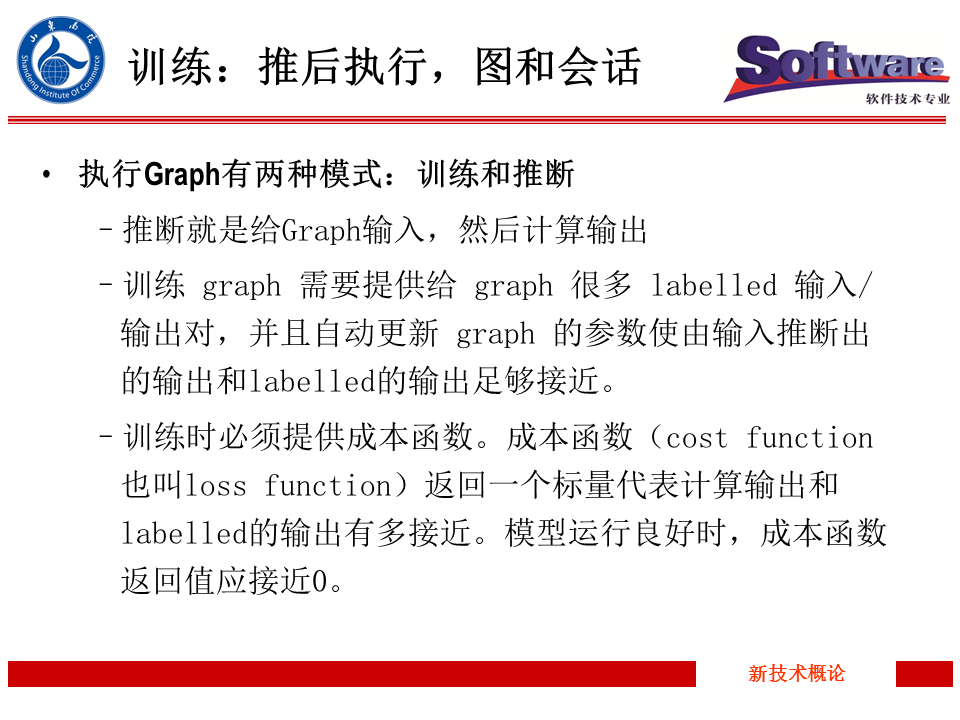 山东商院
Shandong Institute Of Commerce
训练：推后执行，图和会话
Software
软件技术专业
• 执行Graph有两种模式：训练和推断
–推断就是给Graph输入，然后计算输出
–训练 graph 需要提供给 graph 很多 labelled 输入/
输出对，并且自动更新 graph 的参数使由输入推断出
的输出和labelled的输出足够接近。
–训练时必须提供成本函数。成本函数（cost function
也叫loss function）返回一个标量代表计算输出和
labelled的输出有多接近。模型运行良好时，成本函数
返回值应接近0。
新技术概论